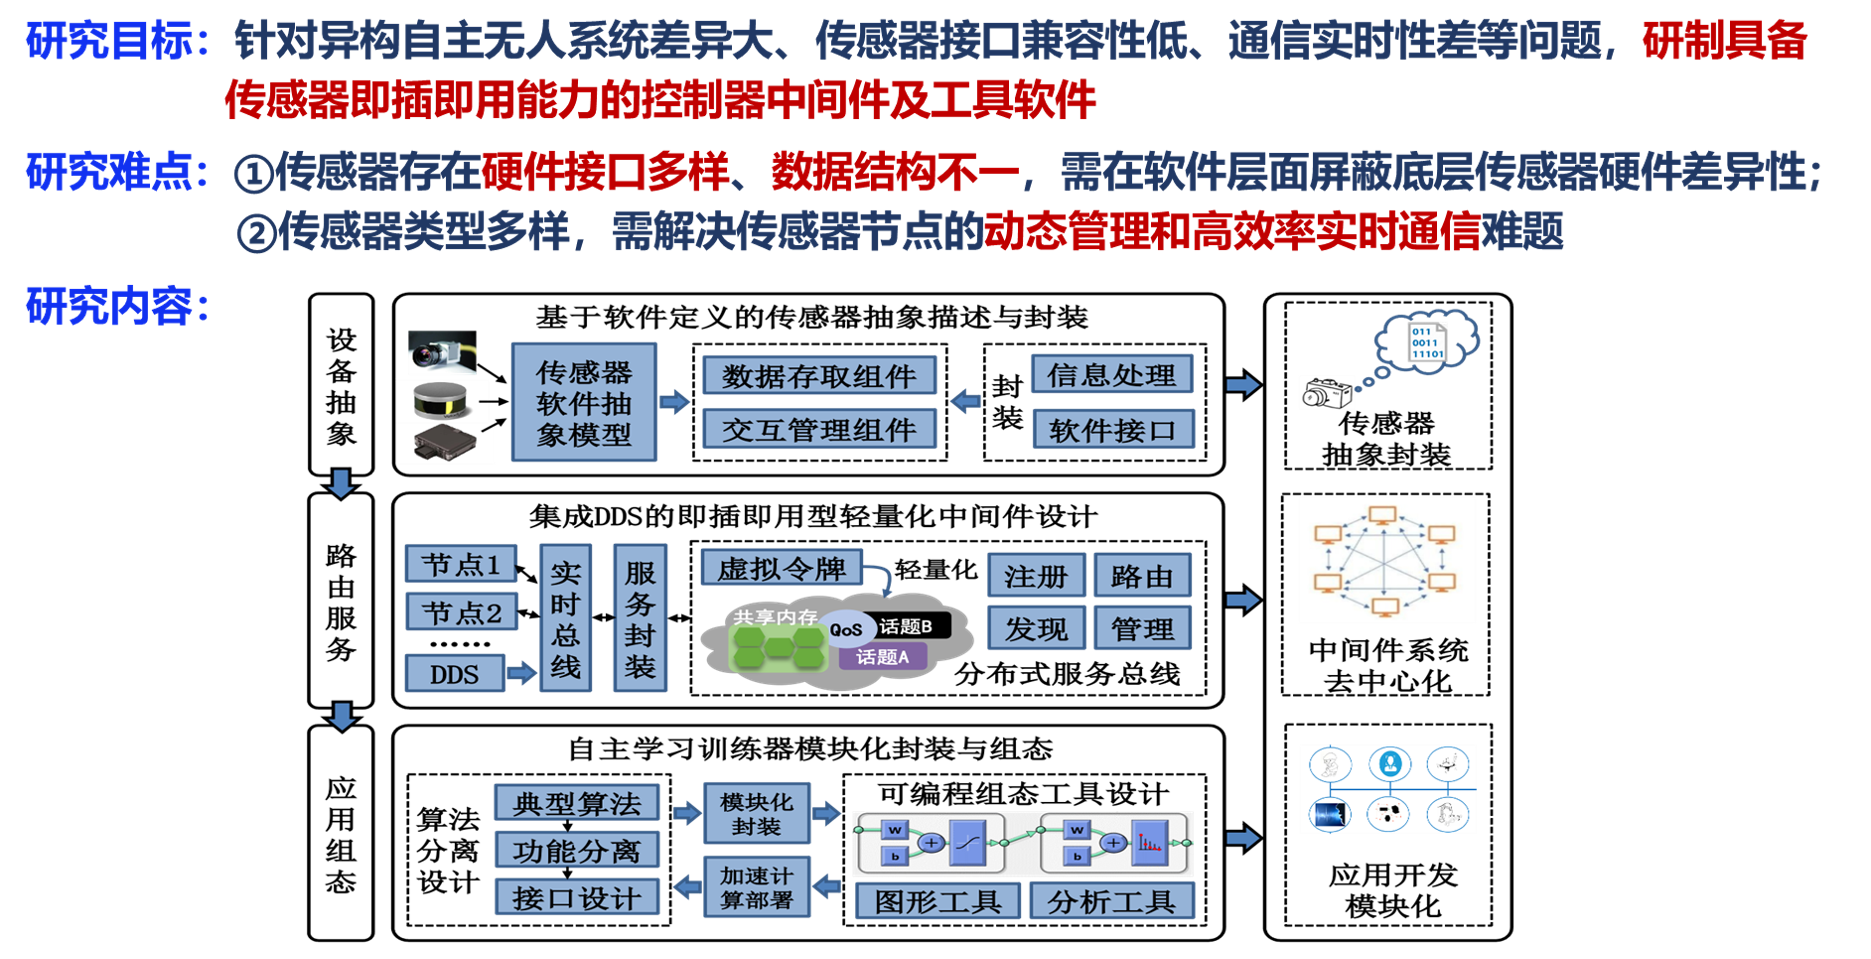 研究目标：针对异构自主无人系统差异大、传感器接口兼容性低、通信实时性差等问题，研制具备
传感器即插即用能力的控制器中间件及工具软件
研究难点：①传感器存在硬件接口多样、数据结构不一，需在软件层面屏蔽底层传感器硬件差异性；
②传感器类型多样，需解决传感器节点的动态管理和高效率实时通信难题
研究内容：
设备抽象
基于软件定义的传感器抽象描述与封装
传感器
软件抽
象模型
数据存取组件
交互管理组件
封装
信息处理
软件接口
011
0011
11101
传感器
抽象封装
路由服务
集成DDS的即插即用型轻量化中间件设计
节点1
节点2
······
DDS
实时总线
服务封装
虚拟令牌
轻量化
共享内存
QoS
话题B
话题A
注册
路由
发现
管理
分布式服务总线
中间件系统
去中心化
应用组态
自主学习训练器模块化封装与组态
算法
分离
设计
典型算法
功能分离
接口设计
模块化
封装
加速计
算部署
可编程组态工具设计
w
b
+
w
b
+
图形工具
分析工具
应用开发
模块化